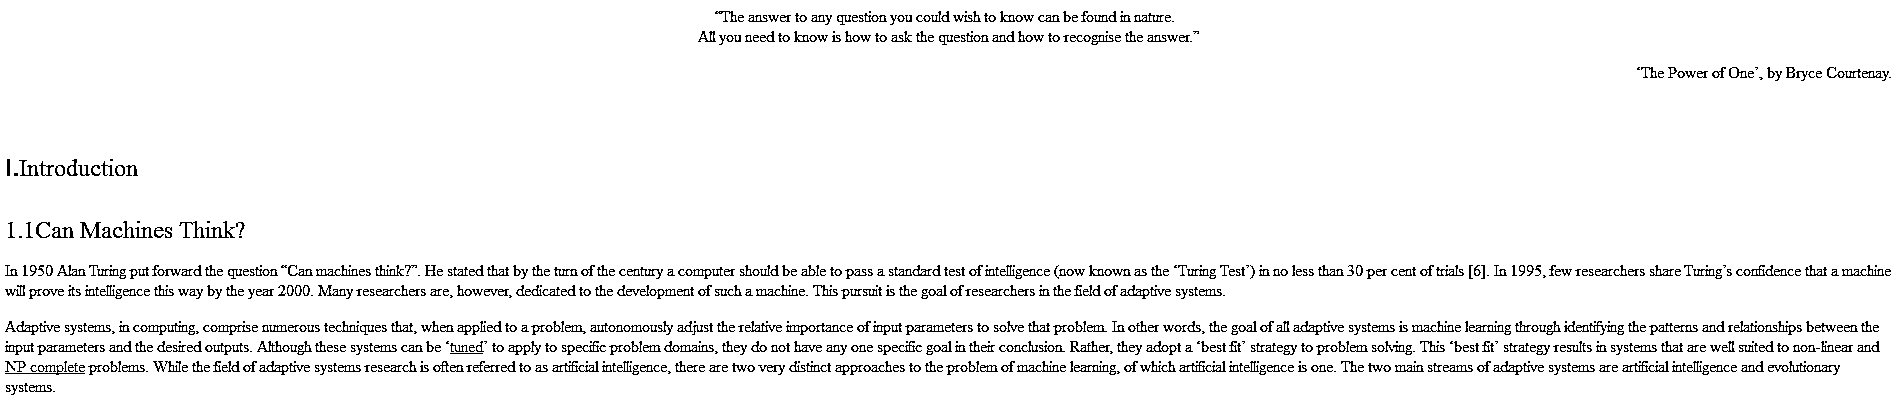 “The answer to any question you could wish to know can be found in nature.
All you need to know is how to ask the question and how to recognise the answer.”
‘The Power of One’, by Bryce Courtenay.
I.Introduction
1.1Can Machines Think?
In 1950 Alan Turing put forward the question “Can machines think?”. He stated that by the turn of the century a computer should be able to pass a standard test of intelligence (now known as the ‘Turing Test’) in no less than 30 per cent of trials [6]. In 1995, few researchers share Turing’s confidence that a machine
will prove its intelligence this way by the year 2000. Many researchers are, however, dedicated to the development of such a machine. This pursuit is the goal of researchers in the field of adaptive systems.
Adaptive systems, in computing, comprise numerous techniques that, when applied to a problem, autonomously adjust the relative importance of input parameters to solve that problem. In other words, the goal of all adaptive systems is machine learning through identifying the patterns and relationships between the
input parameters and the desired outputs. Although these systems can be ‘tuned’ to apply to specific problem domains, they do not have any one specific goal in their conclusion. Rather, they adopt a ‘best fit’ strategy to problem solving. This ‘best fit’ strategy results in systems that are well suited to non-linear and
NP complete problems. While the field of adaptive systems research is often referred to as artificial intelligence, there are two very distinct approaches to the problem of machine learning, of which artificial intelligence is one. The two main streams of adaptive systems are artificial intelligence and evolutionary
systems.